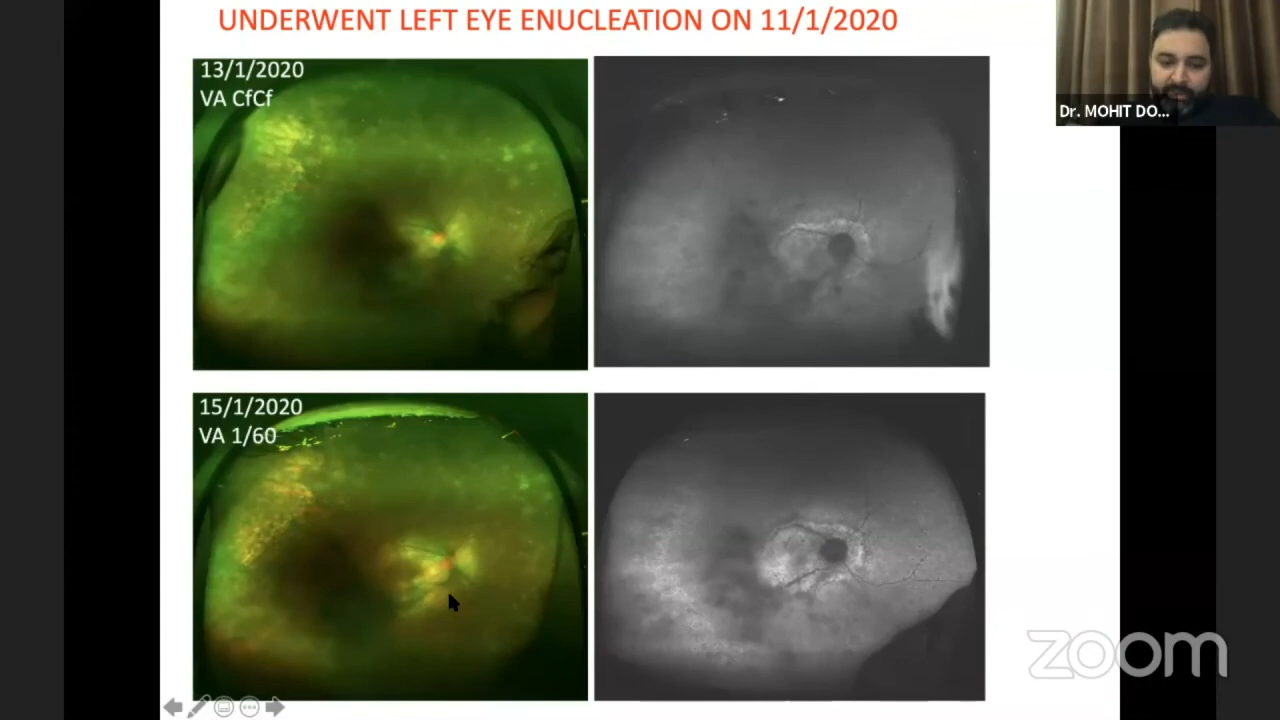 UNDERWENT LEFT EYE ENUCLEATION ON 11/1/2020
13/1/2020
VA CfCf
Dr. MOHIT DO...
15/1/2020
VA 1/60
zoom